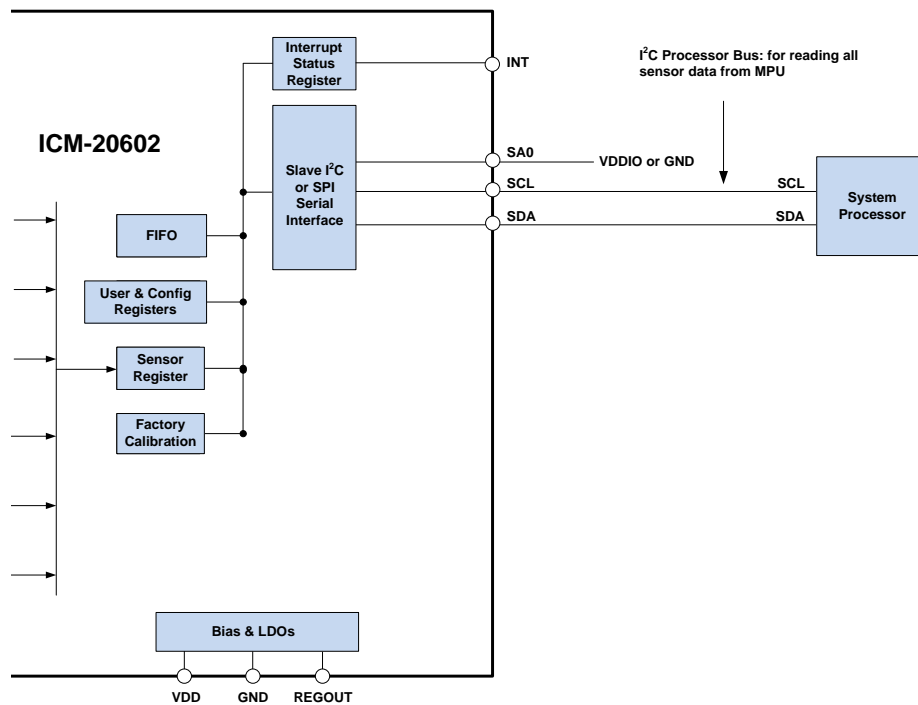 Interrupt
Status
Register
INT
I²C Processor Bus: for reading all
sensor data from MPU
ICM-20602
Slave I²C
or SPI
Serial
Interface
SA0
VDDIO or GND
SCL
SCL
SDA
SDA
System
Processor
FIFO
User & Config
Registers
Sensor
Register
Factory
Calibration
Bias & LDOs
VDD
GND
REGOUT